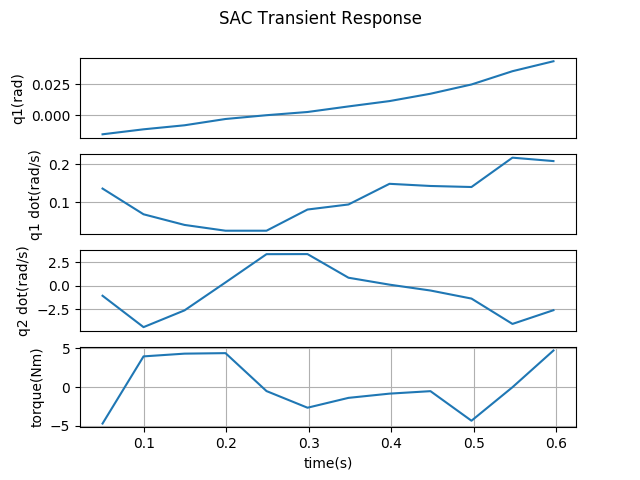 SAC Transient Response
q1(rad)
0.025
0.000
q1 dot(rad/s)
0.2
0.1
q2 dot(rad/s)
2.5
0.0
−2.5
torque(Nm)
5
0
−5
0.1 0.2 0.3 0.4 0.5 0.6
time(s)